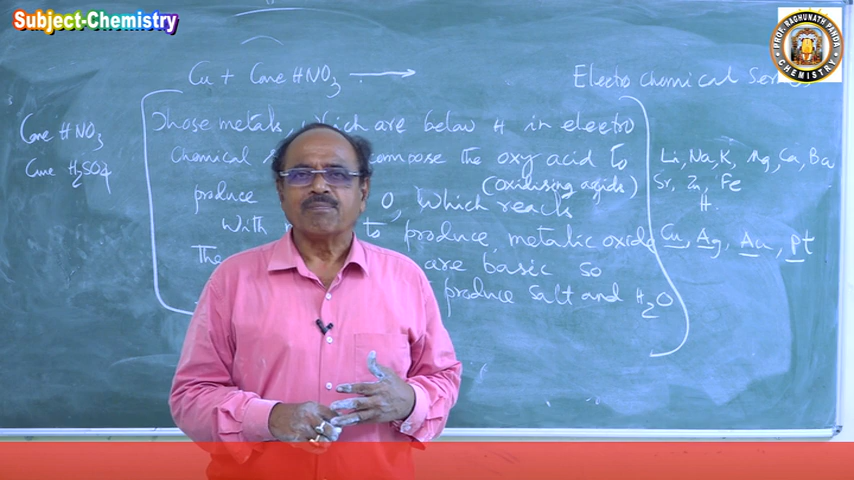 Subject-Chemistry
PROF. RAGHUNATH PANDA
CHEMISTRY
Cu + Conc HNO3 ⟶
Electro chemical Series
Conc HNO3
Conc H2SO4
Those metals, which are below H in electro
chemical compose the oxy acid to
(oxidising acids)
produce O, which reacts
With to produce metalic oxide
The are basic so
produce salt and H2O
Li, Na, K, Mg, Ca, Ba
Sr, Zn, Fe
H
Cu, Ag, Au, Pt